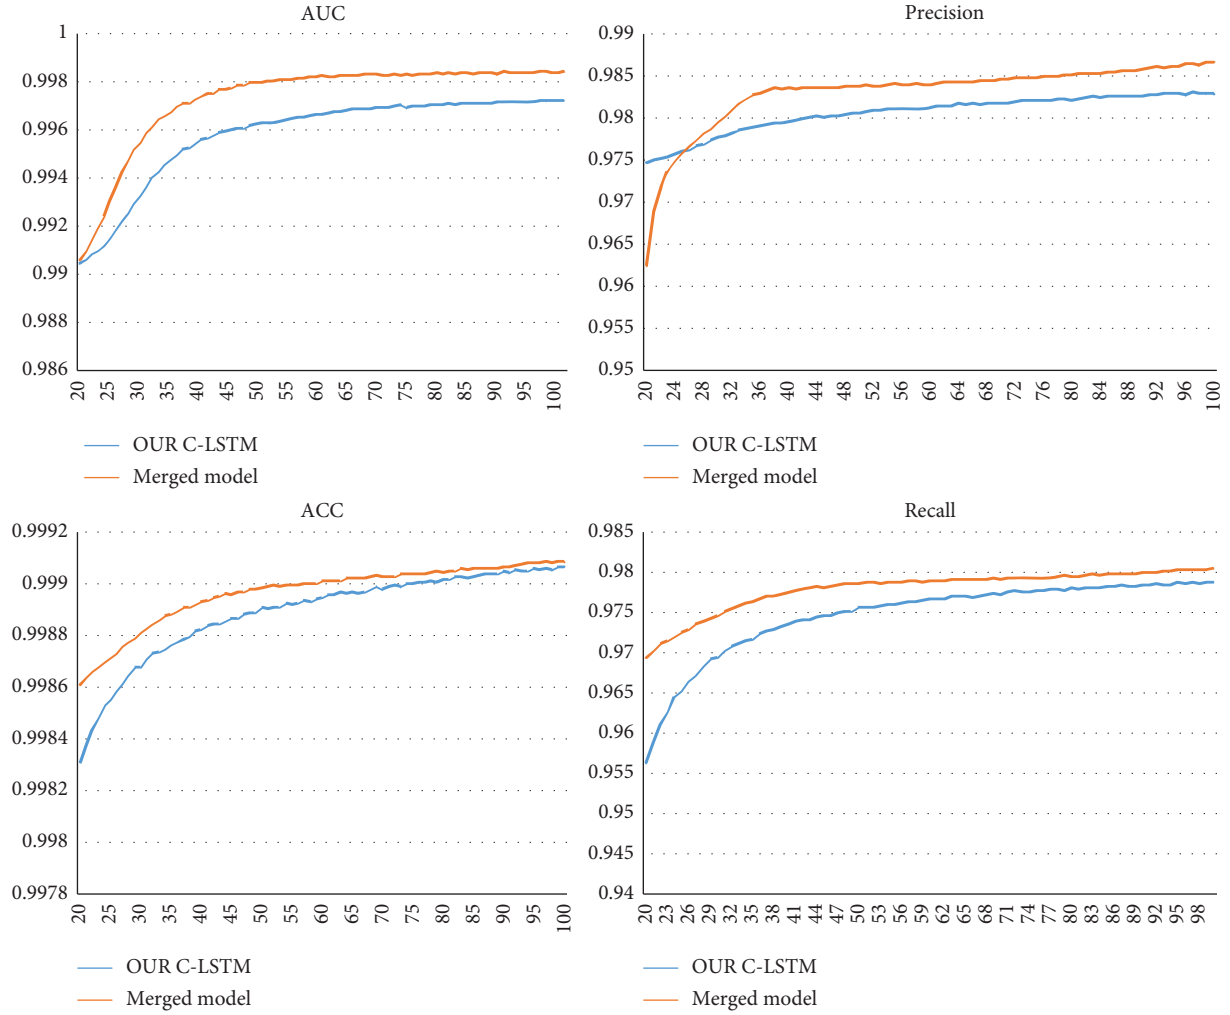 AUC
1
0.998
0.996
0.994
0.992
0.99
0.988
0.986
20 25 30 35 40 45 50 55 60 65 70 75 80 85 90 95 100
OUR C-LSTM
Merged model
Precision
0.99
0.985
0.98
0.975
0.97
0.965
0.96
0.955
0.95
20 24 28 32 36 40 44 48 52 56 60 64 68 72 76 80 84 88 92 96 100
OUR C-LSTM
Merged model
ACC
0.9992
0.999
0.9988
0.9986
0.9984
0.9982
0.998
0.9978
20 25 30 35 40 45 50 55 60 65 70 75 80 85 90 95 100
OUR C-LSTM
Merged model
Recall
0.985
0.98
0.975
0.97
0.965
0.96
0.955
0.95
0.945
0.94
20 23 26 29 32 35 38 41 44 47 50 53 56 59 62 65 68 71 74 77 80 83 86 89 92 95 98
OUR C-LSTM
Merged model